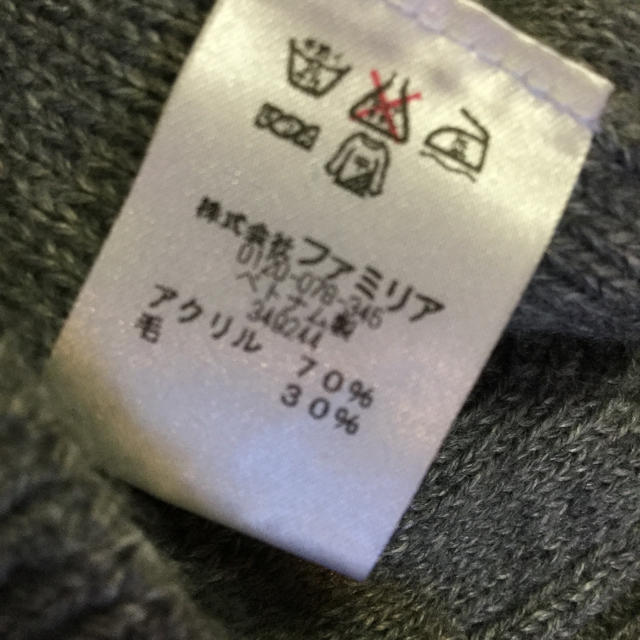 株式会社ファミリア
0120-078-345
ベトナム製
346244
アクリル 70%
毛 30%